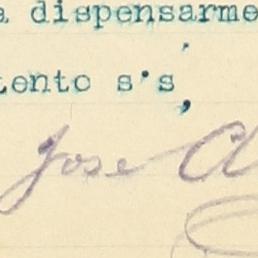 a dispensarme
tento s's,
Jose A